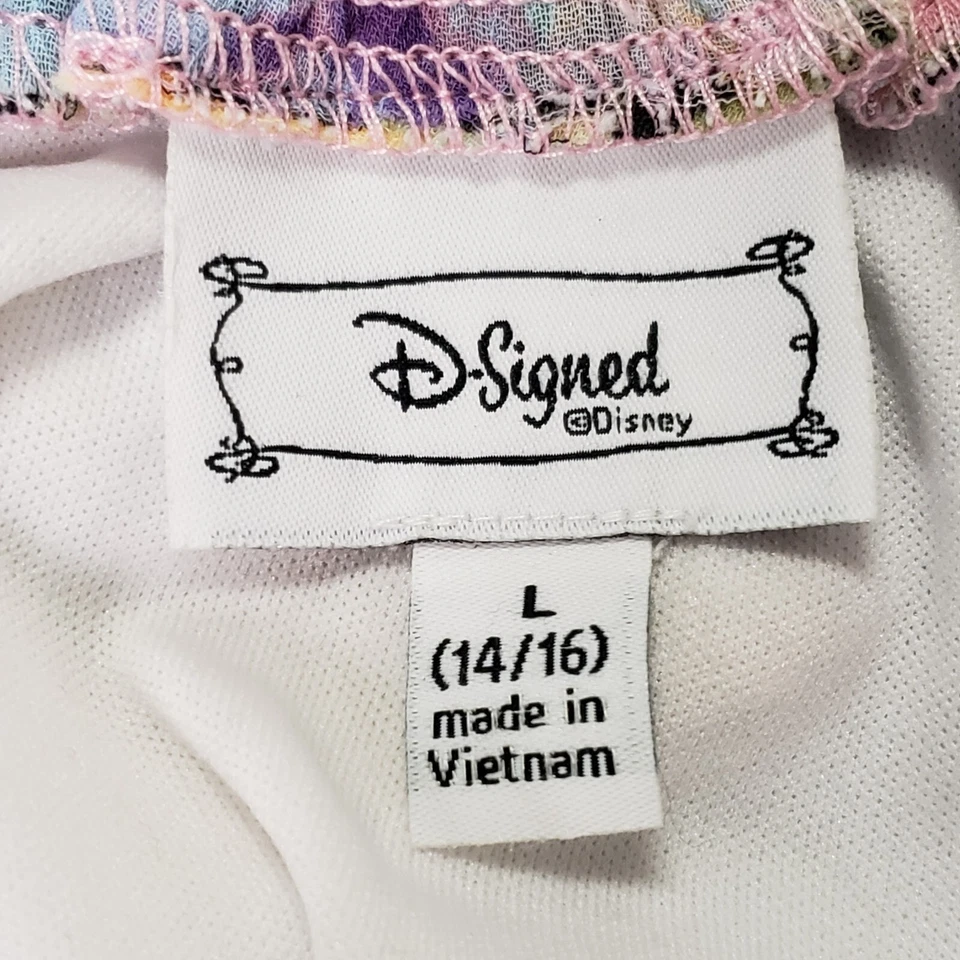 D-Signed
©Disney
L
(14/16)
made in
Vietnam